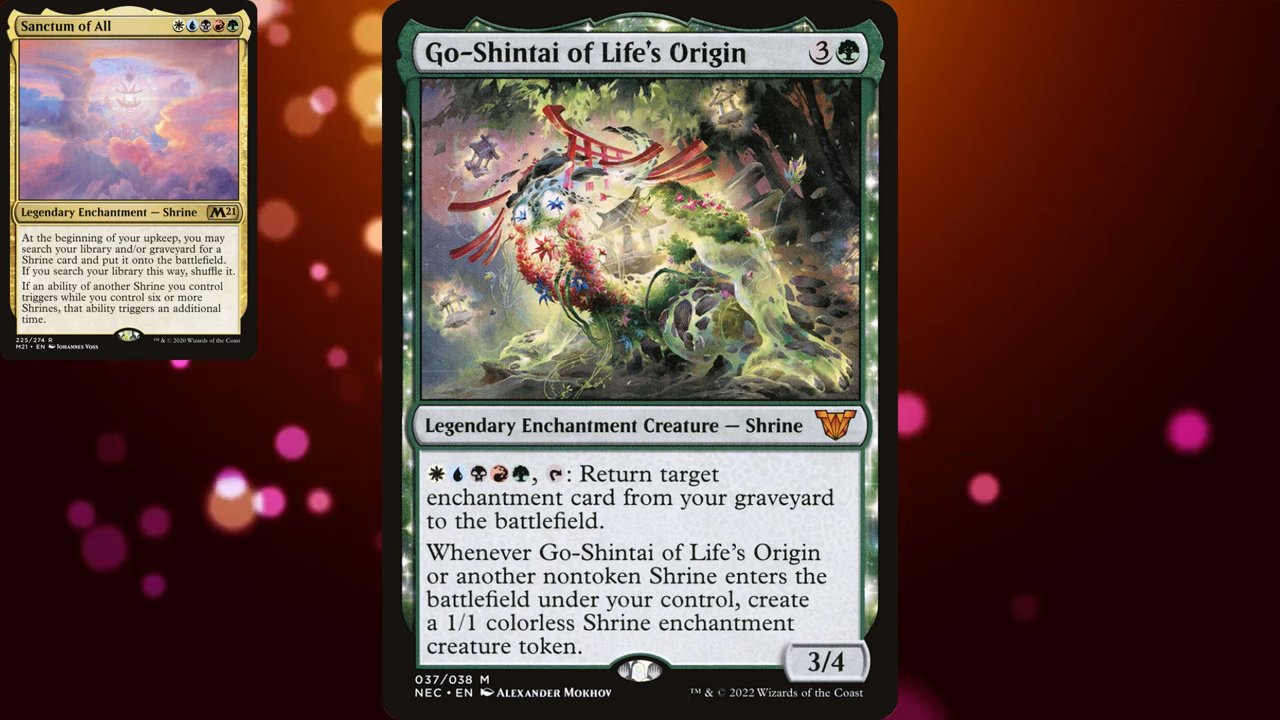 Sanctum of All
Legendary Enchantment — Shrine M21
At the beginning of your upkeep, you may
search your library and/or graveyard for a
Shrine card and put it onto the battlefield.
If you search your library this way, shuffle it.
If an ability of another Shrine you control
triggers while you control six or more
Shrines, that ability triggers an additional
time.
225/274 R
M21 • EN Johannes Voss
™ & © 2020 Wizards of the Coast
Go-Shintai of Life's Origin 3
Legendary Enchantment Creature — Shrine
, : Return target
enchantment card from your graveyard
to the battlefield.
Whenever Go-Shintai of Life's Origin
or another nontoken Shrine enters the
battlefield under your control, create
a 1/1 colorless Shrine enchantment
creature token.
3/4
037/038 M
NEC • EN Alexander Mokhov
™ & © 2022 Wizards of the Coast